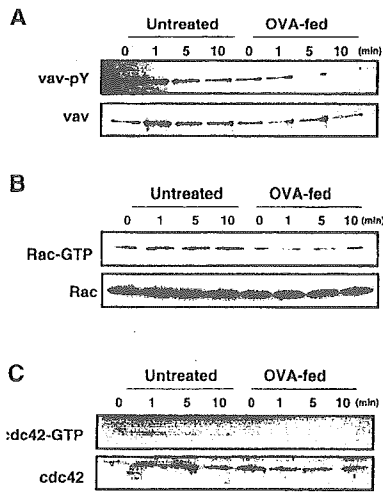 A
Untreated OVA-fed
0 1 5 10 0 1 5 10 (min)
vav-pY
vav
B
Untreated OVA-fed
0 1 5 10 0 1 5 10 (min)
Rac-GTP
Rac
C
Untreated OVA-fed
0 1 5 10 0 1 5 10 (min)
:dc42-GTP
cdc42